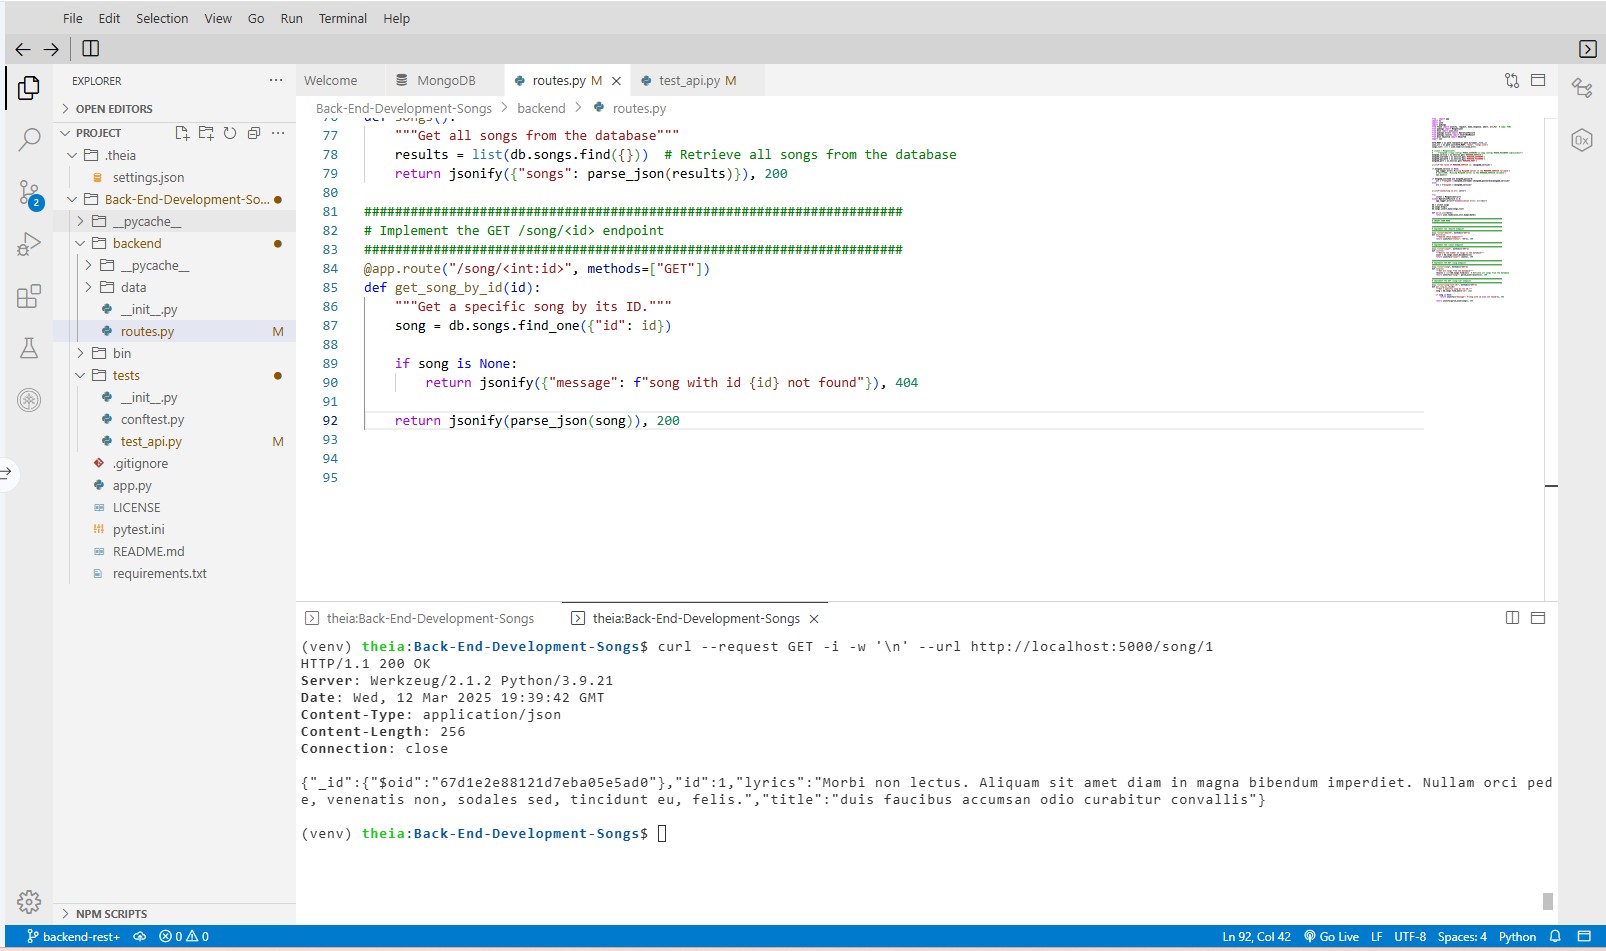 File Edit Selection View Go Run Terminal Help
EXPLORER
OPEN EDITORS
PROJECT
.theia
settings.json
Back-End-Development-So...
__pycache__
backend
__pycache__
data
__init__.py
routes.py M
bin
tests
__init__.py
conftest.py
test_api.py M
.gitignore
app.py
LICENSE
pytest.ini
README.md
requirements.txt
NPM SCRIPTS
2
0x
Welcome MongoDB routes.py M test_api.py M
Back-End-Development-Songs > backend > routes.py
76 def songs():
77 """Get all songs from the database"""
78 results = list(db.songs.find({})) # Retrieve all songs from the database
79 return jsonify({"songs": parse_json(results)}), 200
80
81 ######################################################################
82 # Implement the GET /song/<id> endpoint
83 ######################################################################
84 @app.route("/song/<int:id>", methods=["GET"])
85 def get_song_by_id(id):
86 """Get a specific song by its ID."""
87 song = db.songs.find_one({"id": id})
88
89 if song is None:
90 return jsonify({"message": f"song with id {id} not found"}), 404
91
92 return jsonify(parse_json(song)), 200
93
94
95
theia:Back-End-Development-Songs theia:Back-End-Development-Songs
(venv) theia:Back-End-Development-Songs$ curl --request GET -i -w '\n' --url http://localhost:5000/song/1
HTTP/1.1 200 OK
Server: Werkzeug/2.1.2 Python/3.9.21
Date: Wed, 12 Mar 2025 19:39:42 GMT
Content-Type: application/json
Content-Length: 256
Connection: close
{"_id":{"$oid":"67d1e2e88121d7eba05e5ad0"},"id":1,"lyrics":"Morbi non lectus. Aliquam sit amet diam in magna bibendum imperdiet. Nullam orci ped
e, venenatis non, sodales sed, tincidunt eu, felis.","title":"duis faucibus accumsan odio curabitur convallis"}
(venv) theia:Back-End-Development-Songs$
backend-rest+ 0 0 Ln 92, Col 42 Go Live LF UTF-8 Spaces: 4 Python